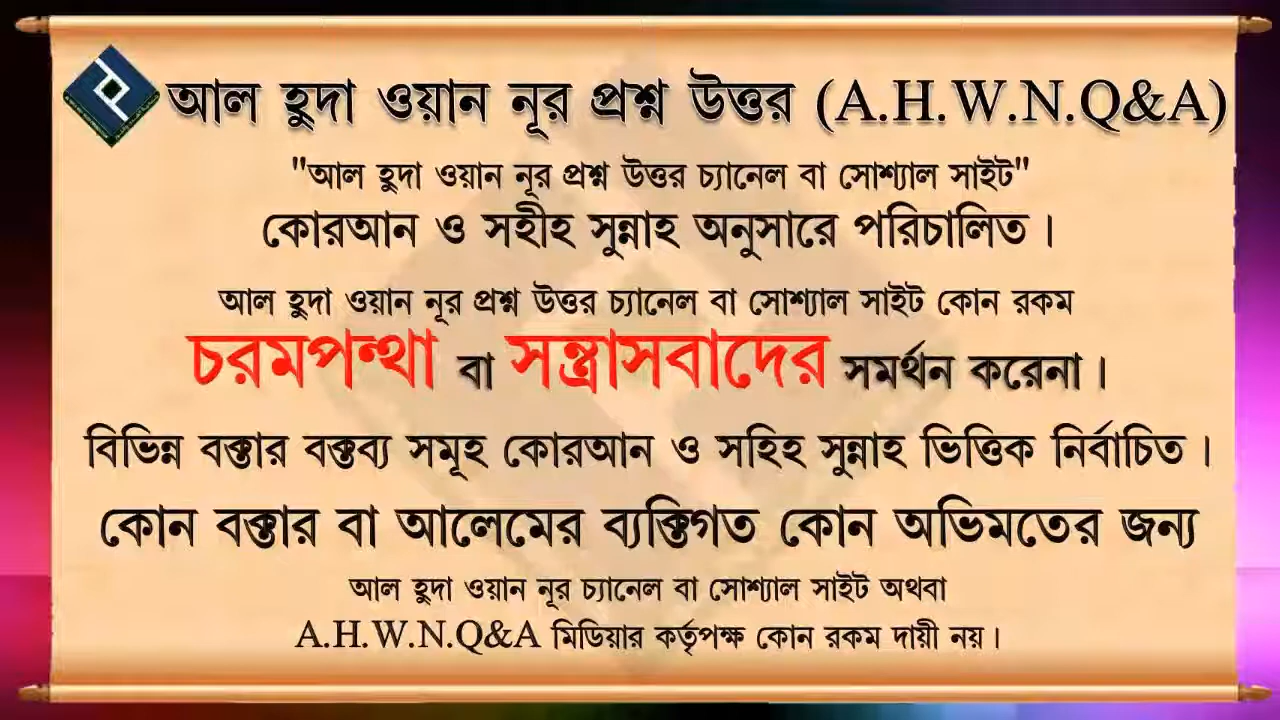 আল হুদা ওয়ান নূর প্রশ্ন উত্তর (A.H.W.N.Q&A)
"আল হুদা ওয়ান নূর প্রশ্ন উত্তর চ্যানেল বা সোশ্যাল সাইট"
কোরআন ও সহীহ সুন্নাহ অনুসারে পরিচালিত।
আল হুদা ওয়ান নূর প্রশ্ন উত্তর চ্যানেল বা সোশ্যাল সাইট কোন রকম
চরমপন্থা বা সন্ত্রাসবাদের সমর্থন করেনা।
বিভিন্ন বক্তার বক্তব্য সমূহ কোরআন ও সহিহ সুন্নাহ ভিত্তিক নির্বাচিত।
কোন বক্তার বা আলেমের ব্যক্তিগত কোন অভিমতের জন্য
আল হুদা ওয়ান নূর চ্যানেল বা সোশ্যাল সাইট অথবা
A.H.W.N.Q&A মিডিয়ার কর্তৃপক্ষ কোন রকম দায়ী নয়।